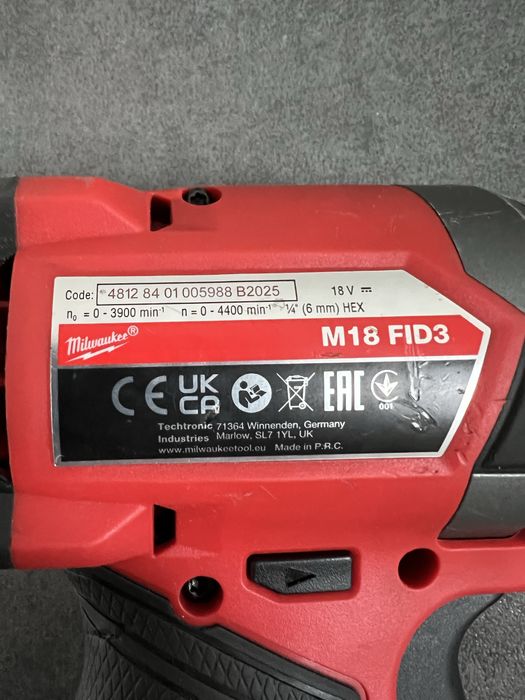 Code: *4812 84 01 005988 B2025 18 V ⎓
n₀ = 0 - 3900 min⁻¹ n = 0 - 4400 min⁻¹ ¼" (6 mm) HEX
Milwaukee®
M18 FID3
CE UK CA EAC 001
Techtronic 71364 Winnenden, Germany
Industries Marlow, SL7 1YL, UK
www.milwaukeetool.eu Made in P.R.C.